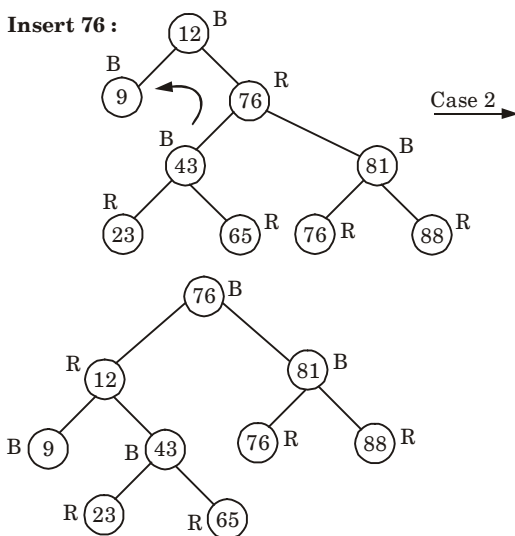 Insert 76 :
12 B
B
9
76 R
Case 2
B
43
81 B
R
23
65 R
76 R
88 R
76 B
R
12
81 B
B 9
B 43
76 R
88 R
R 23
R 65